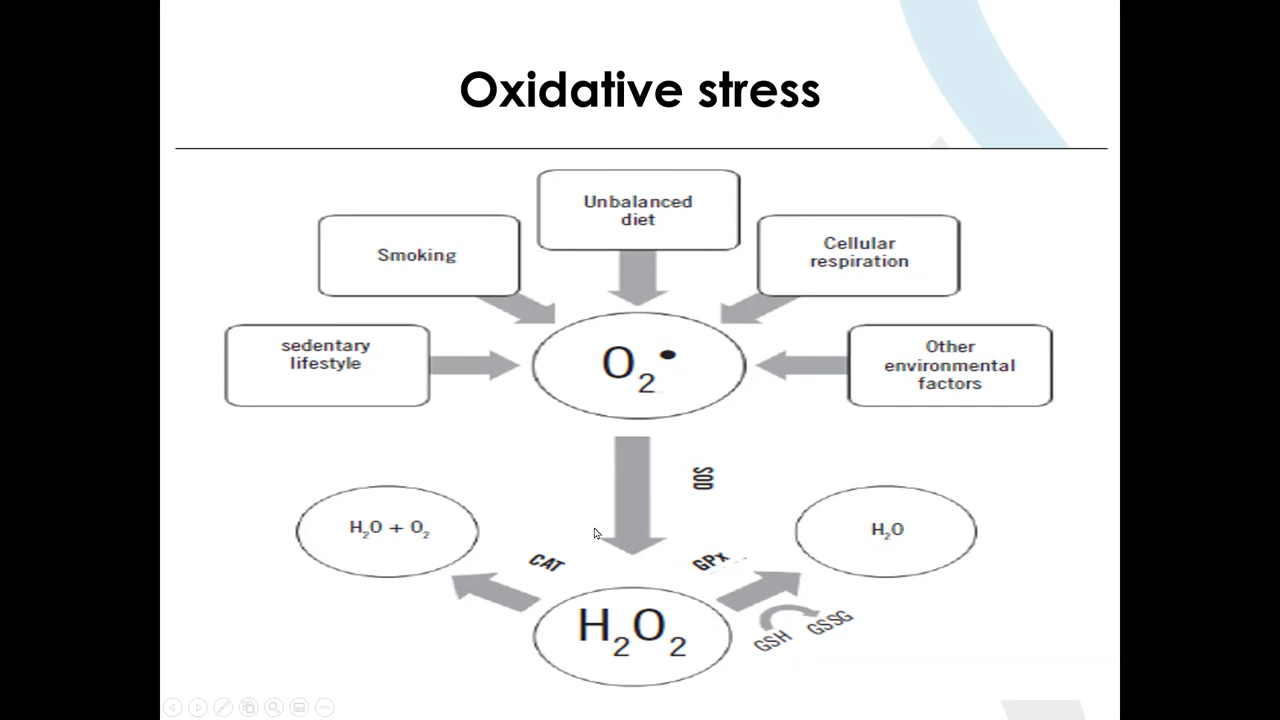 Oxidative stress
Unbalanced
diet
Smoking
Cellular
respiration
sedentary
lifestyle
O₂•
Other
environmental
factors
SOD
H₂O + O₂
H₂O
CAT
GPx
H₂O₂
GSH
GSSG